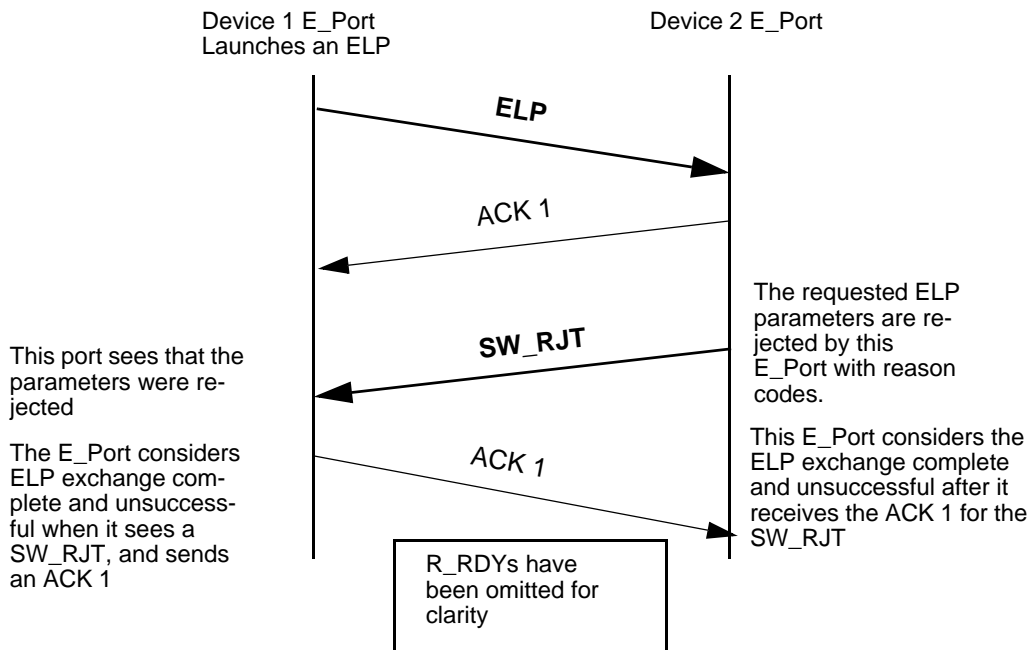 Device 1 E_Port
Launches an ELP
Device 2 E_Port
ELP
ACK 1
The requested ELP
parameters are re-
jected by this
E_Port with reason
codes.
SW_RJT
This port sees that the
parameters were re-
jected
The E_Port considers
ELP exchange com-
plete and unsuccess-
ful when it sees a
SW_RJT, and sends
an ACK 1
ACK 1
This E_Port considers the
ELP exchange complete
and unsuccessful after it
receives the ACK 1 for the
SW_RJT
R_RDYs have
been omitted for
clarity